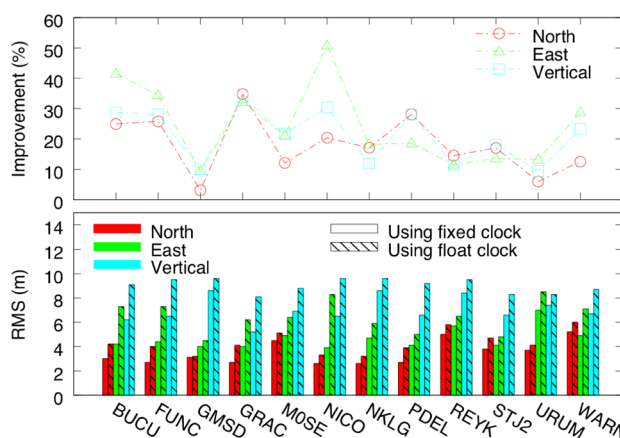 60
50
40
30
20
10
0
Improvement (%)
North
East
Vertical
14
12
10
8
6
4
2
0
RMS (m)
North
East
Vertical
Using fixed clock
Using float clock
BUCU
FUNC
GMSD
GRAC
M0SE
NICO
NKLG
PDEL
REYK
STJ2
URUM
WARN